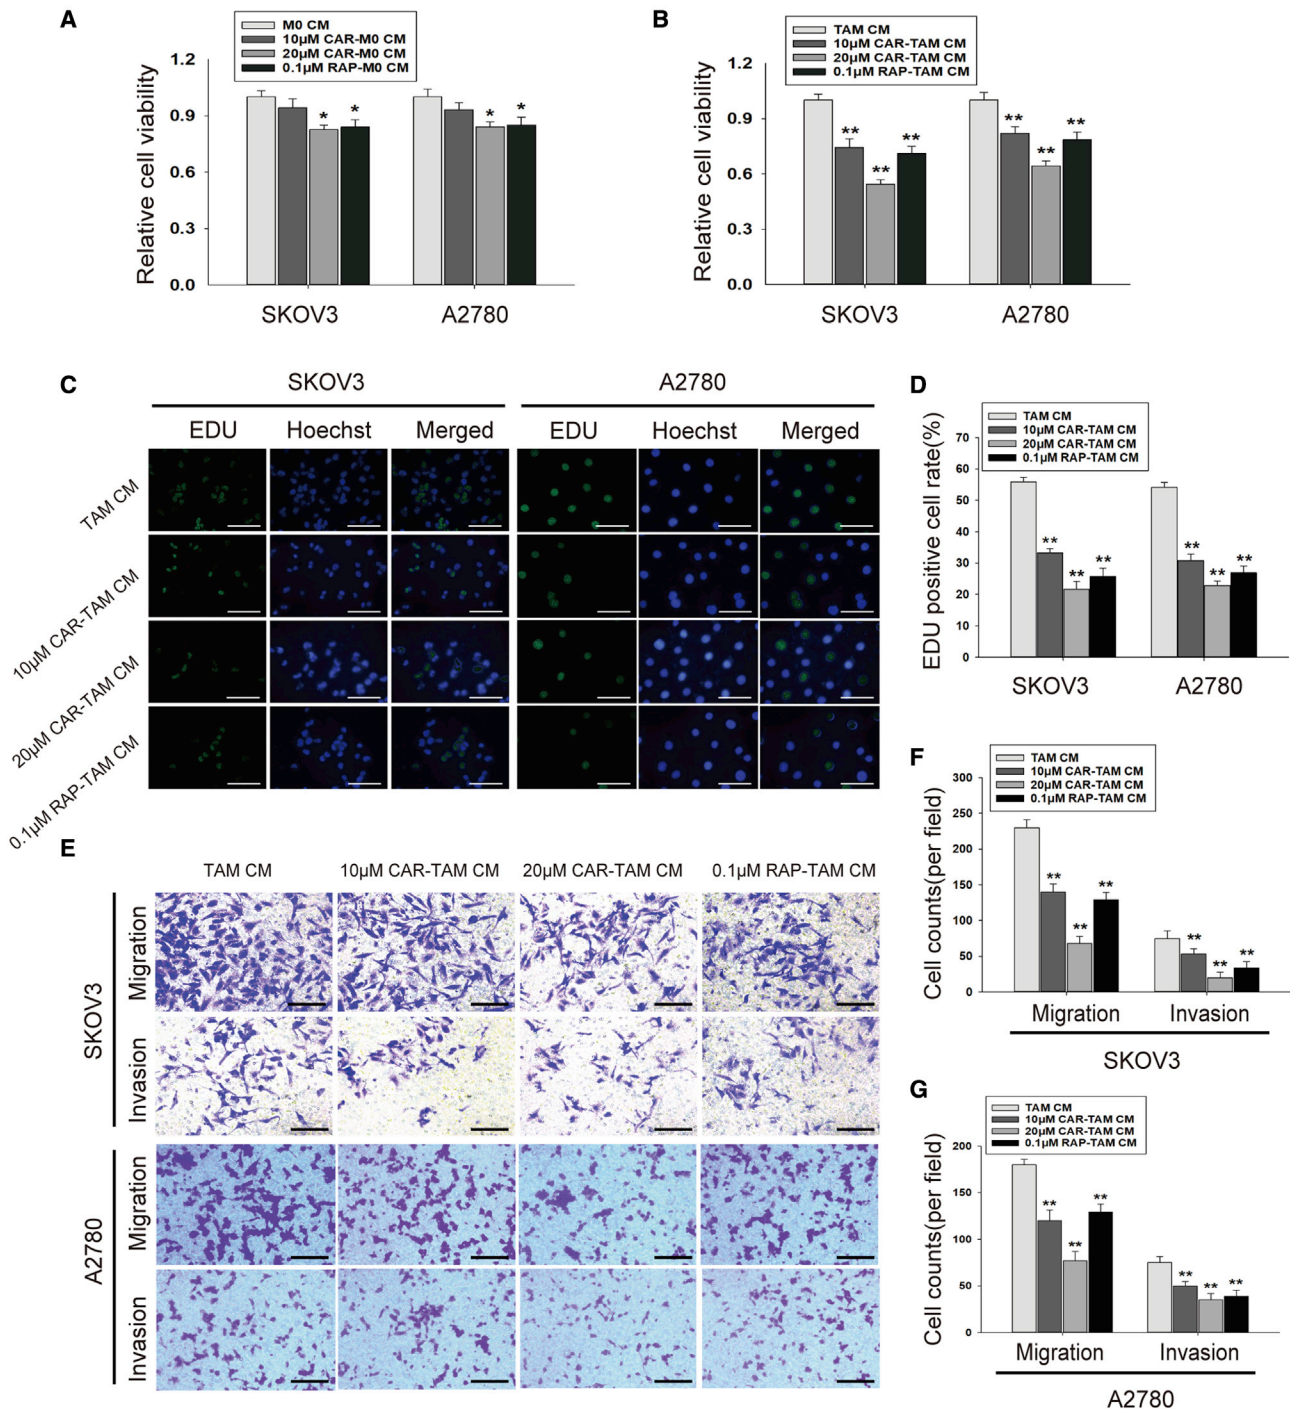 A
M0 CM
10µM CAR-M0 CM
20µM CAR-M0 CM
0.1µM RAP-M0 CM
Relative cell viability
1.2
0.9
0.6
0.3
0.0
*
*
*
*
SKOV3
A2780
B
TAM CM
10µM CAR-TAM CM
20µM CAR-TAM CM
0.1µM RAP-TAM CM
Relative cell viability
1.2
0.9
0.6
0.3
0.0
**
**
**
**
**
**
SKOV3
A2780
C
SKOV3
A2780
EDU
Hoechst
Merged
EDU
Hoechst
Merged
TAM CM
10µM CAR-TAM CM
20µM CAR-TAM CM
0.1µM RAP-TAM CM
D
TAM CM
10µM CAR-TAM CM
20µM CAR-TAM CM
0.1µM RAP-TAM CM
EDU positive cell rate(%)
70
60
50
40
30
20
10
0
**
**
**
**
**
**
SKOV3
A2780
E
TAM CM
10µM CAR-TAM CM
20µM CAR-TAM CM
0.1µM RAP-TAM CM
SKOV3
Migration
Invasion
A2780
Migration
Invasion
F
TAM CM
10µM CAR-TAM CM
20µM CAR-TAM CM
0.1µM RAP-TAM CM
Cell counts(per field)
300
250
200
150
100
50
0
**
**
**
**
**
**
Migration
Invasion
SKOV3
G
TAM CM
10µM CAR-TAM CM
20µM CAR-TAM CM
0.1µM RAP-TAM CM
Cell counts(per field)
200
150
100
50
0
**
**
**
**
**
**
Migration
Invasion
A2780